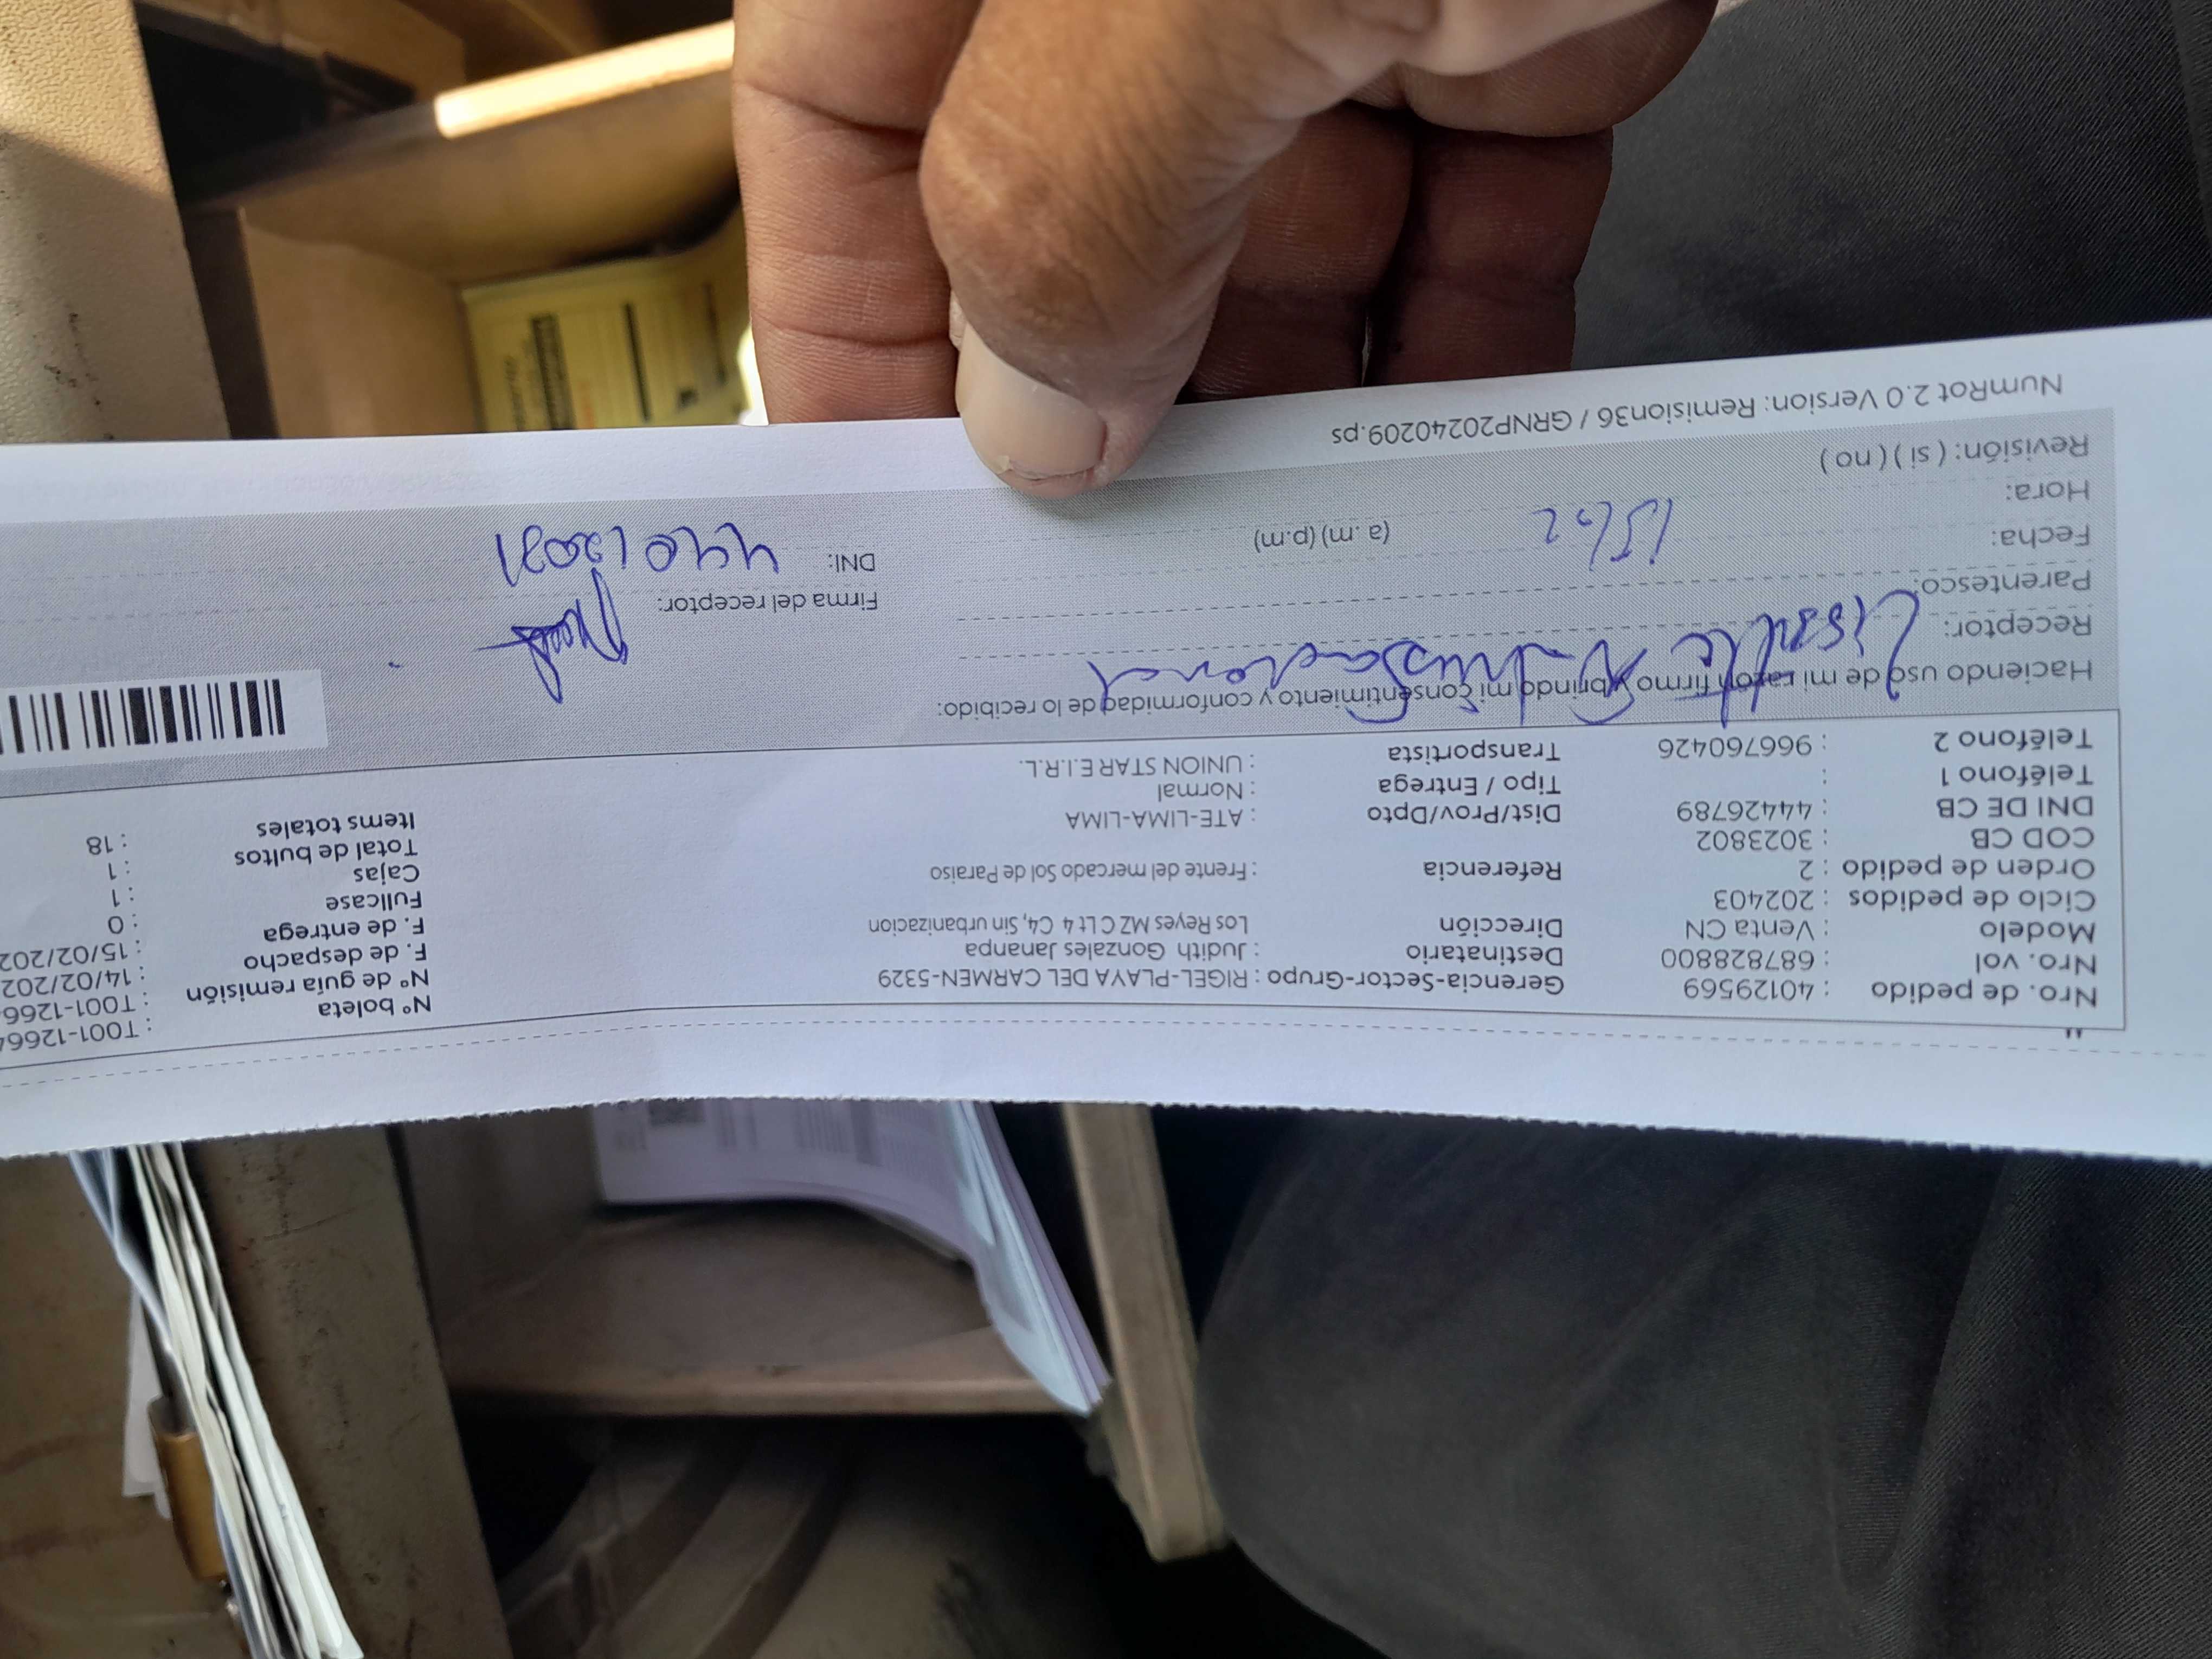 Nro. de pedido : 40129569 Gerencia-Sector-Grupo : RIGEL-PLAYA DEL CARMEN-5329 N° boleta : T001-1266
Nro. vol : 687828800 Destinatario : Judith Gonzales Jananpa N° de guía remisión : T001-1266
Modelo : Venta CN Dirección Los Reyes MZ C Lt 4 C4, Sin urbanizacion F. de despacho : 14/02/202
Ciclo de pedidos : 202403 F. de entrega : 15/02/202
Orden de pedido : 2 Referencia : Frente del mercado Sol de Paraiso Fullcase : 0
COD CB : 3023802 Cajas : 1
DNI DE CB : 44426789 Dist/Prov/Dpto : ATE-LIMA-LIMA Total de bultos : 1
Teléfono 1 : Tipo / Entrega : Normal Items totales : 18
Teléfono 2 : 966760426 Transportista : UNION STAR E.I.R.L.
Haciendo uso de mi razón firmo y brindo mi consentimiento y conformidad de lo recibido:
Receptor: Lissette
Parentesco: Firma del receptor:
Fecha: 15/02 DNI:
Hora: (a.m) (p.m)
Revisión: ( si ) ( no )
NumRot 2.0 Version: Remision36 / GRNP20240209.ps